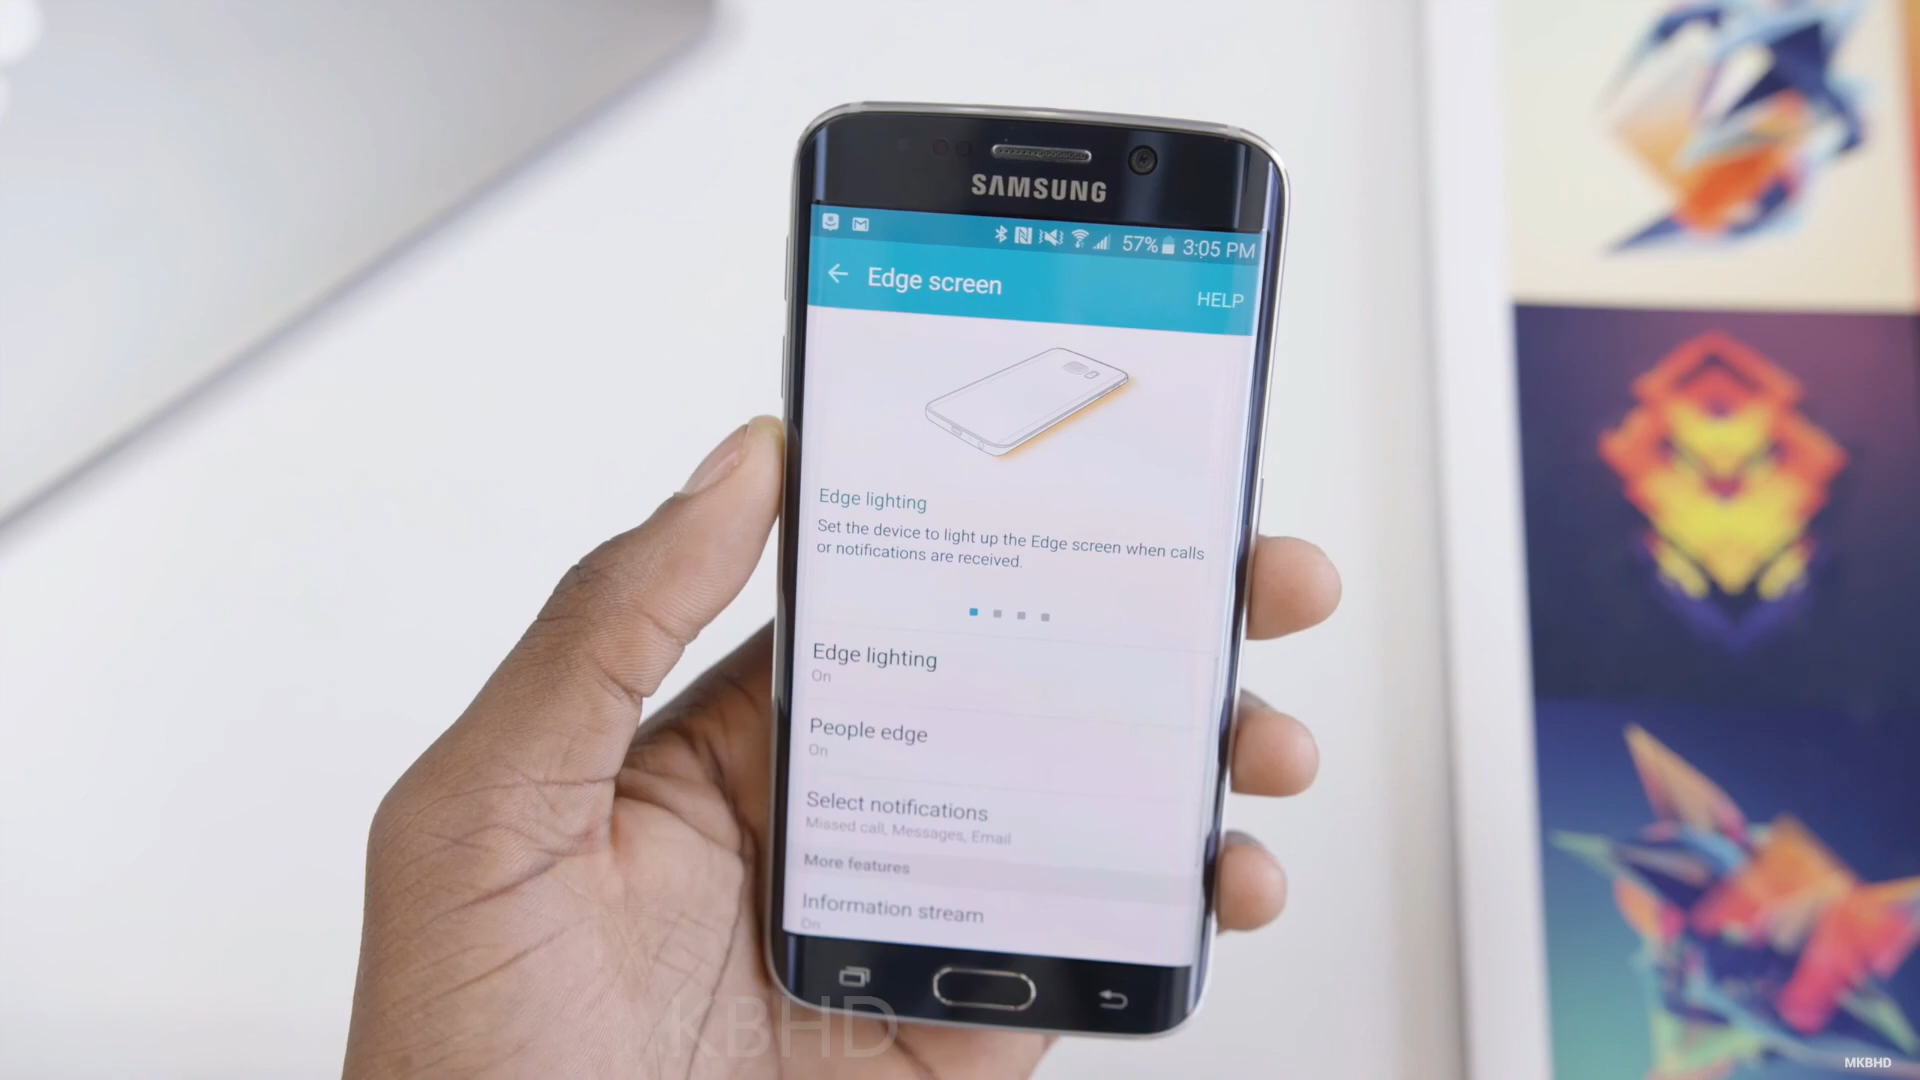 SAMSUNG
57% 3:05 PM
Edge screen
HELP
Edge lighting
Set the device to light up the Edge screen when calls
or notifications are received.
Edge lighting
On
People edge
On
Select notifications
Missed call, Messages, Email
More features
Information stream
On
MKBHD
MKBHD